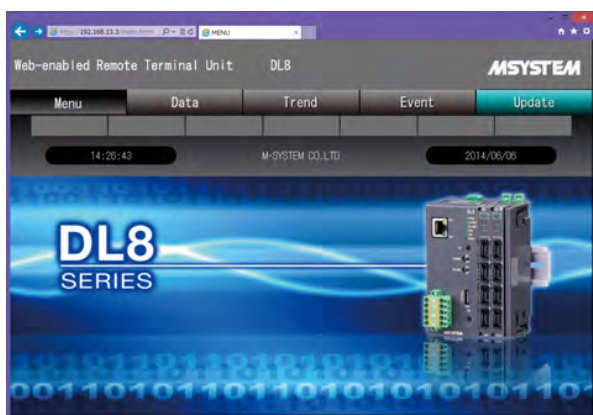 MENU
Web-enabled Remote Terminal Unit DL8 MSYSTEM
Menu Data Trend Event Update
14:26:43 M-SYSTEM CO.,LTD 2014/06/06
DL8
SERIES
0011010110110101010110